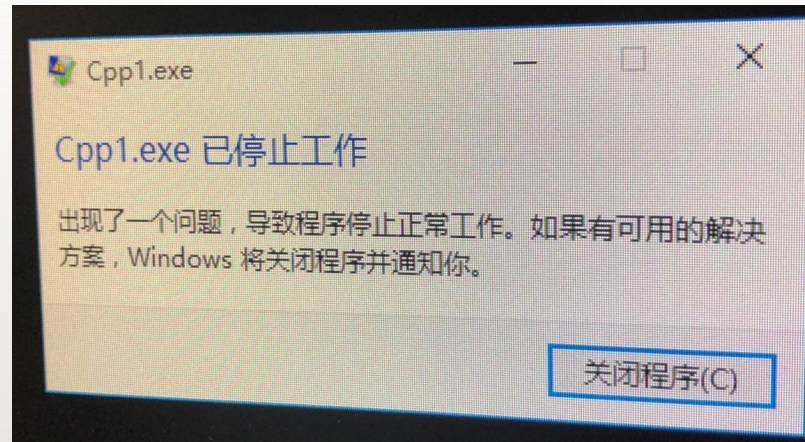 Cpp1.exe
Cpp1.exe 已停止工作
出现了一个问题，导致程序停止正常工作。如果有可用的解决
方案，Windows 将关闭程序并通知你。
关闭程序(C)